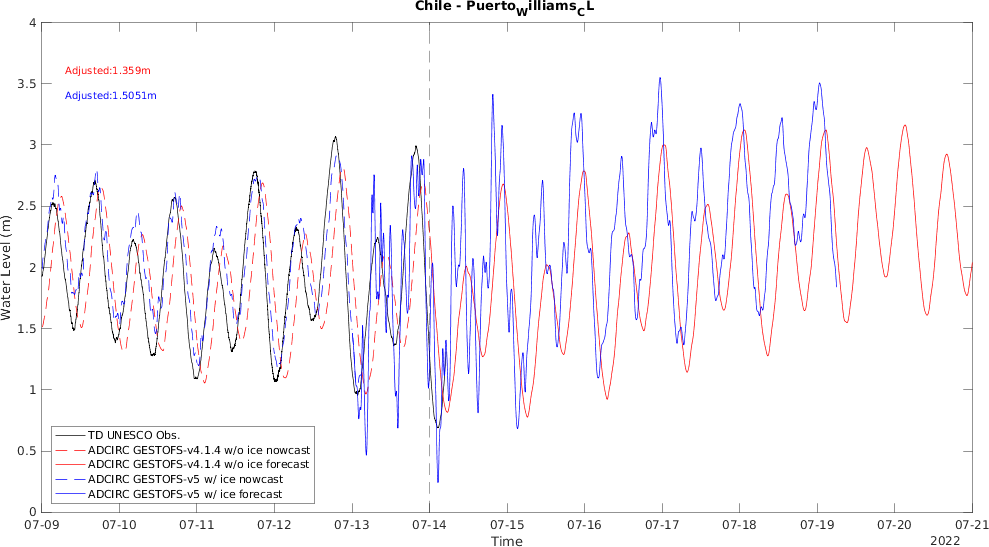 Chile - PuertoWilliamsCL
4
3.5
3
2.5
2
1.5
1
0.5
0
Water Level (m)
Adjusted:1.359m
Adjusted:1.5051m
TD UNESCO Obs.
ADCIRC GESTOFS-v4.1.4 w/o ice nowcast
ADCIRC GESTOFS-v4.1.4 w/o ice forecast
ADCIRC GESTOFS-v5 w/ ice nowcast
ADCIRC GESTOFS-v5 w/ ice forecast
07-09 07-10 07-11 07-12 07-13 07-14 07-15 07-16 07-17 07-18 07-19 07-20 07-21
Time
2022